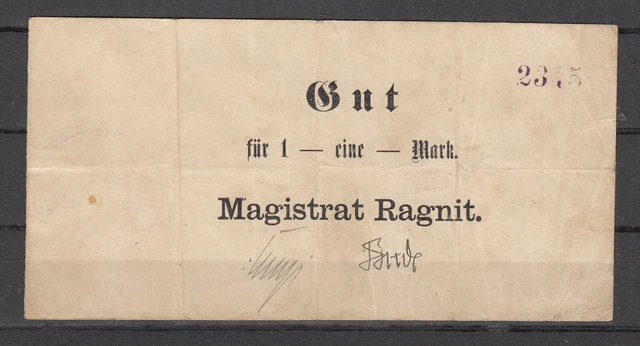 Gut
für 1 — eine — Mark.
Magistrat Ragnit.